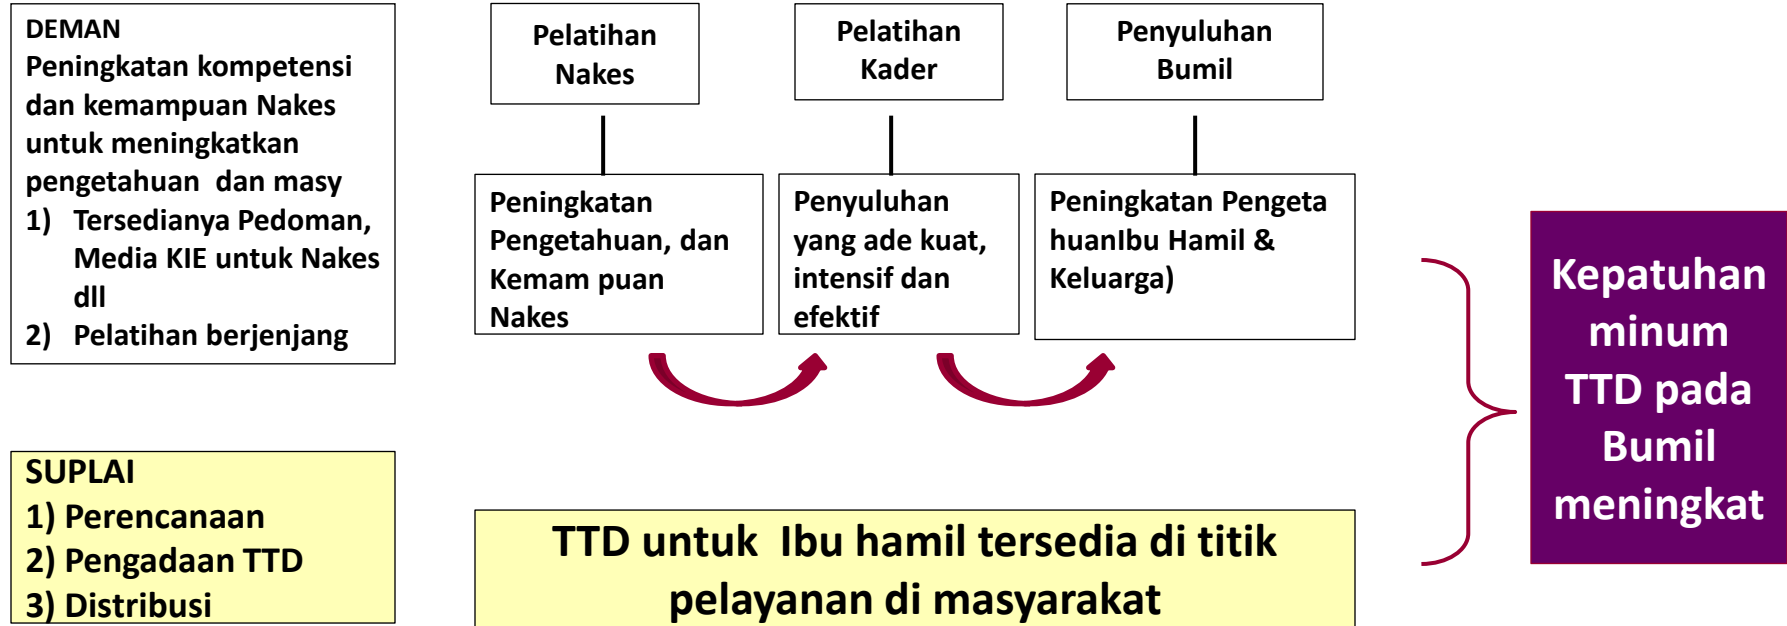 DEMAN
Peningkatan kompetensi
dan kemampuan Nakes
untuk meningkatkan
pengetahuan dan masy
1) Tersedianya Pedoman,
Media KIE untuk Nakes
dll
2) Pelatihan berjenjang
Pelatihan
Nakes
Pelatihan
Kader
Penyuluhan
Bumil
Peningkatan
Pengetahuan, dan
Kemam puan
Nakes
Penyuluhan
yang ade kuat,
intensif dan
efektif
Peningkatan Pengeta
huanIbu Hamil &
Keluarga)
Kepatuhan
minum
TTD pada
Bumil
meningkat
SUPLAI
1) Perencanaan
2) Pengadaan TTD
3) Distribusi
TTD untuk Ibu hamil tersedia di titik
pelayanan di masyarakat